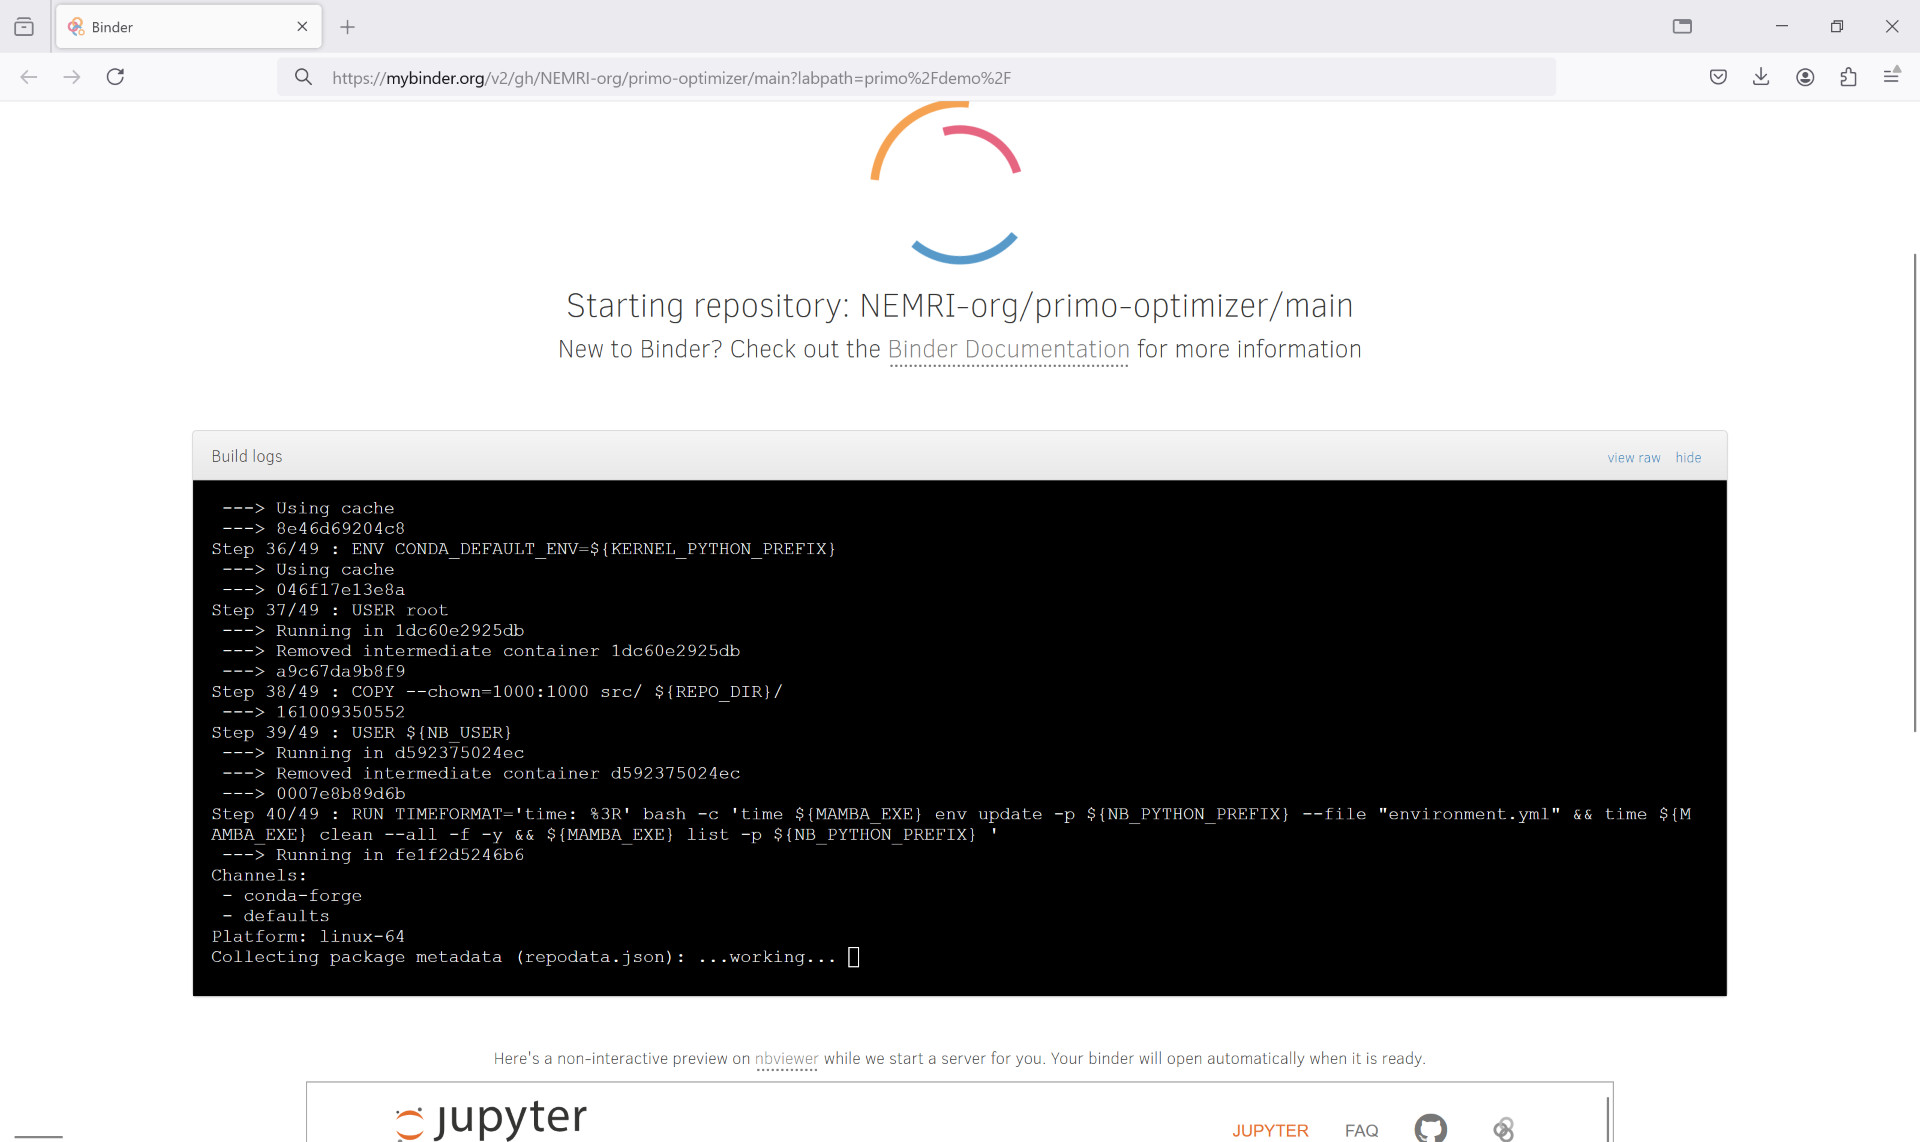 Binder
https://mybinder.org/v2/gh/NEMRI-org/primo-optimizer/main?labpath=primo%2Fdemo%2F
Starting repository: NEMRI-org/primo-optimizer/main
New to Binder? Check out the Binder Documentation for more information
Build logs
view raw hide
---> Using cache
---> 8e46d69204c8
Step 36/49 : ENV CONDA_DEFAULT_ENV=${KERNEL_PYTHON_PREFIX}
---> Using cache
---> 046f17e13e8a
Step 37/49 : USER root
---> Running in 1dc60e2925db
---> Removed intermediate container 1dc60e2925db
---> a9c67da9b8f9
Step 38/49 : COPY --chown=1000:1000 src/ ${REPO_DIR}/
---> 161009350552
Step 39/49 : USER ${NB_USER}
---> Running in d592375024ec
---> Removed intermediate container d592375024ec
---> 0007e8b89d6b
Step 40/49 : RUN TIMEFORMAT='time: %3R' bash -c 'time ${MAMBA_EXE} env update -p ${NB_PYTHON_PREFIX} --file "environment.yml" && time ${M
AMBA_EXE} clean --all -f -y && ${MAMBA_EXE} list -p ${NB_PYTHON_PREFIX} '
---> Running in fe1f2d5246b6
Channels:
- conda-forge
- defaults
Platform: linux-64
Collecting package metadata (repodata.json): ...working...
Here's a non-interactive preview on nbviewer while we start a server for you. Your binder will open automatically when it is ready.
jupyter
JUPYTER FAQ